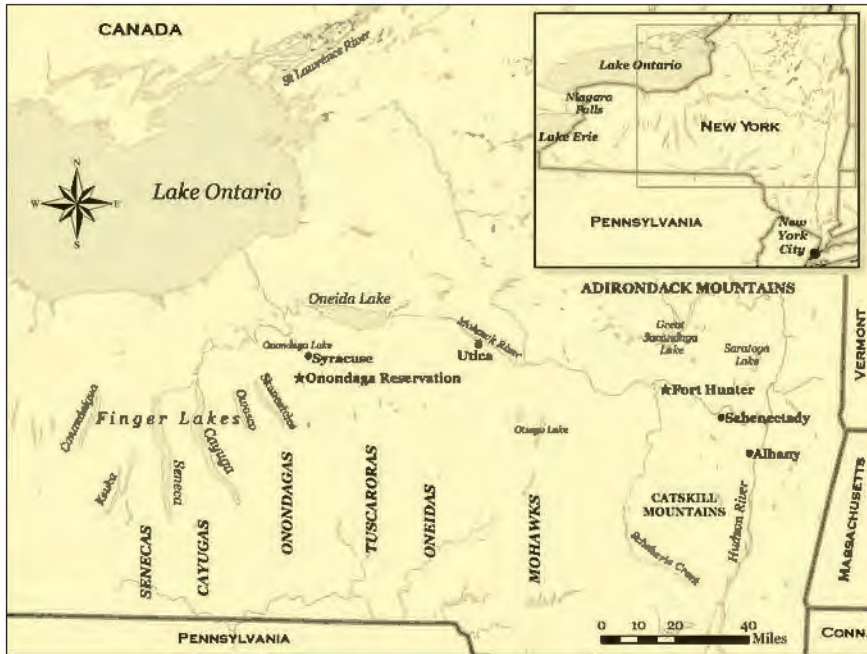 CANADA
St Lawrence River
Lake Ontario
N
W
E
S
Lake Ontario
Niagara
Falls
Lake Erie
NEW YORK
PENNSYLVANIA
New
York
City
ADIRONDACK MOUNTAINS
Oneida Lake
Mohawk River
Great
Sacandaga
Lake
Saratoga
Lake
Onondaga Lake
Syracuse
Utica
Onondaga Reservation
Fort Hunter
VERMONT
Canandaigua
Finger Lakes
Owasco
Skaneateles
Cayuga
Seneca
Keuka
Otsego Lake
Schenectady
Albany
CATSKILL
MOUNTAINS
Hudson River
Schoharie Creek
MASSACHUSETTS
SENECAS
CAYUGAS
ONONDAGAS
TUSCARORAS
ONEIDAS
MOHAWKS
PENNSYLVANIA
0 10 20 40
Miles
CONN.